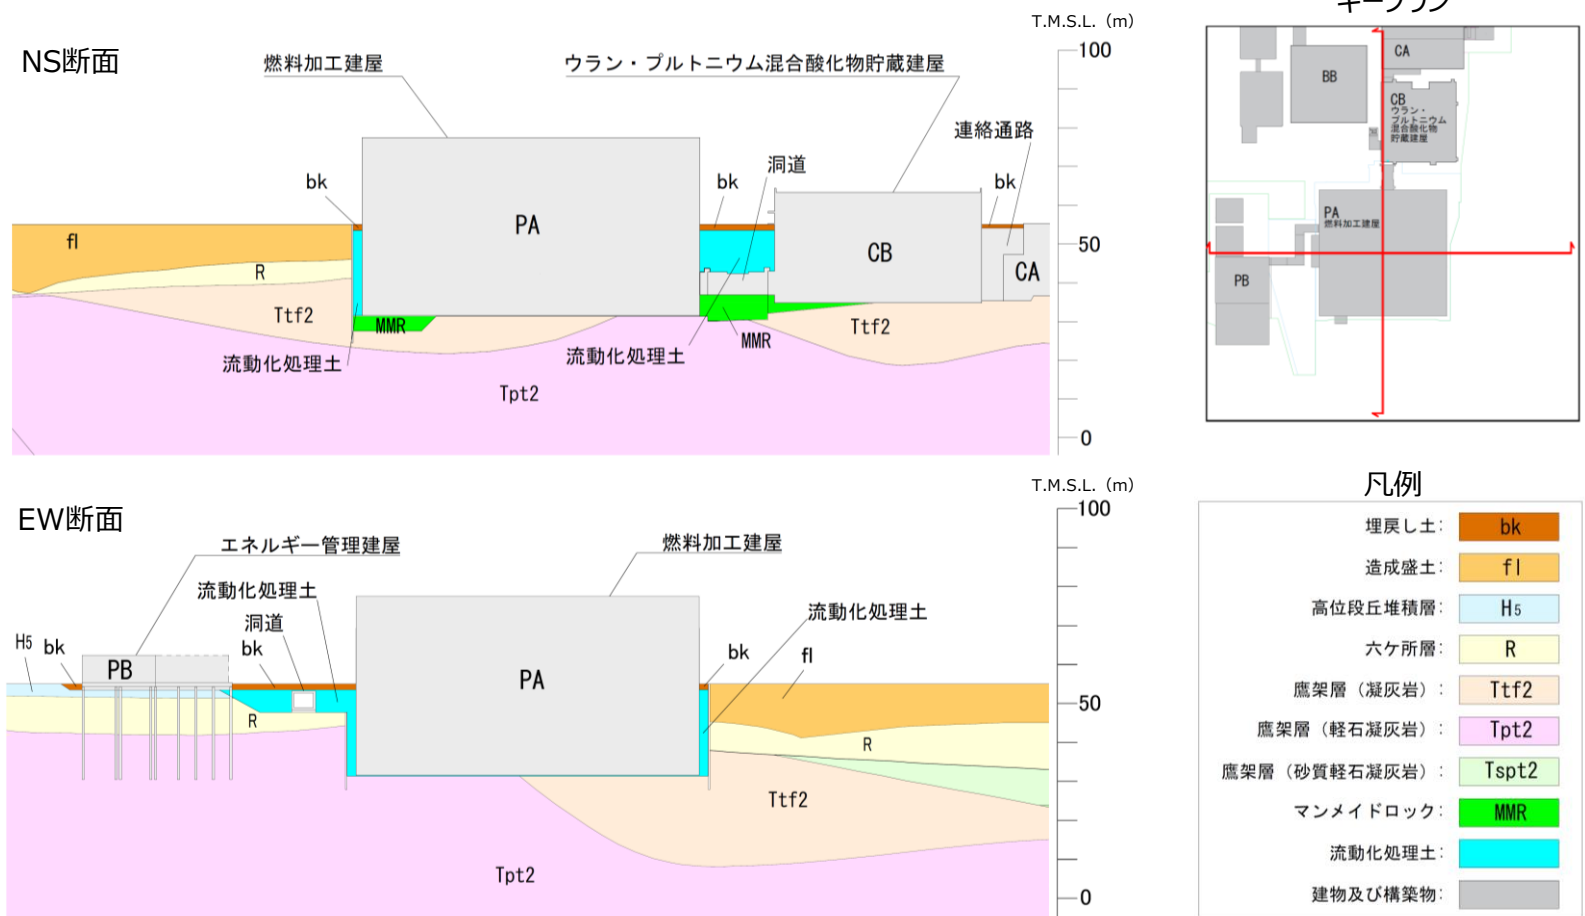 T.M.S.L. (m)
キープラン
NS断面
燃料加工建屋
ウラン・プルトニウム混合酸化物貯蔵建屋
100
連絡通路
洞道
bk
bk
bk
PA
fl
50
CB
R
CA
Ttf2
MMR
Ttf2
MMR
流動化処理土
流動化処理土
Tpt2
0
CA
BB
CB
ウラン・
プルトニウム
混合酸化物
貯蔵建屋
PA
燃料加工建屋
PB
T.M.S.L. (m)
EW断面
100
エネルギー管理建屋
燃料加工建屋
流動化処理土
流動化処理土
洞道
H5
bk
bk
bk
fl
PB
PA
50
R
R
Ttf2
Tpt2
0
凡例
埋戻し土: bk
造成盛土: fl
高位段丘堆積層: H5
六ケ所層: R
鷹架層（凝灰岩）: Ttf2
鷹架層（軽石凝灰岩）: Tpt2
鷹架層（砂質軽石凝灰岩）: Tspt2
マンメイドロック: MMR
流動化処理土:
建物及び構築物: